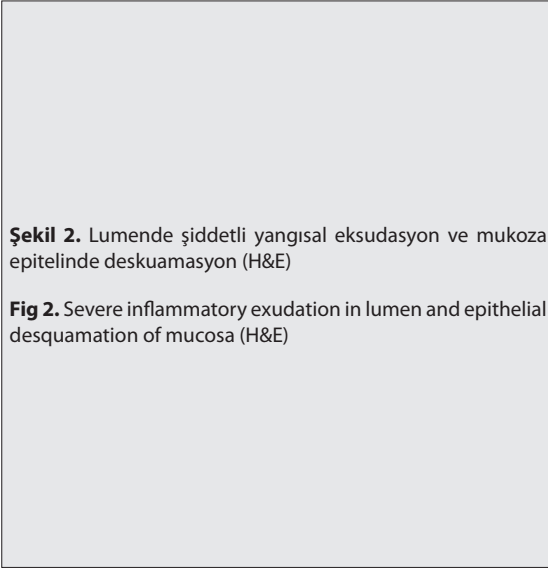 Şekil 2. Lumende şiddetli yangısal eksudasyon ve mukoza
epitelinde deskuamasyon (H&E)
Fig 2. Severe inflammatory exudation in lumen and epithelial
desquamation of mucosa (H&E)